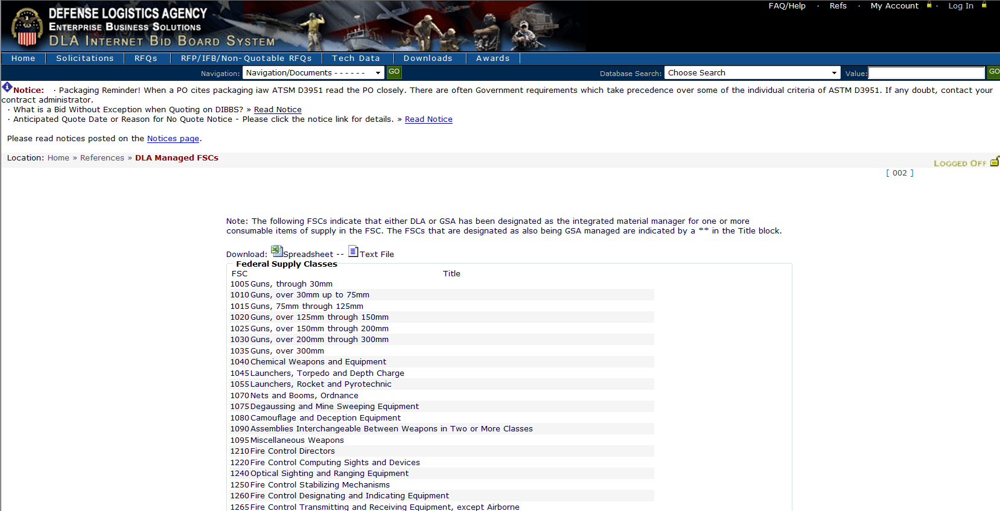 DEFENSE LOGISTICS AGENCY
ENTERPRISE BUSINESS SOLUTIONS
DLA INTERNET BID BOARD SYSTEM
FAQ/Help · Refs · My Account · Log In
Home Solicitations RFQs RFP/IFB/Non-Quotable RFQs Tech Data Downloads Awards
Navigation: Navigation/Documents - - - - - - GO Database Search: Choose Search Value: GO
Notice: · Packaging Reminder! When a PO cites packaging iaw ATSM D3951 read the PO closely. There are often Government requirements which take precedence over some of the individual criteria of ASTM D3951. If any doubt, contact your
contract administrator.
· What is a Bid Without Exception when Quoting on DIBBS? » Read Notice
· Anticipated Quote Date or Reason for No Quote Notice - Please click the notice link for details. » Read Notice
Please read notices posted on the Notices page.
Location: Home » References » DLA Managed FSCs
LOGGED OFF
[ 002 ]
Note: The following FSCs indicate that either DLA or GSA has been designated as the integrated material manager for one or more
consumable items of supply in the FSC. The FSCs that are designated as also being GSA managed are indicated by a ** in the Title block.
Download: Spreadsheet -- Text File
Federal Supply Classes
FSC Title
1005 Guns, through 30mm
1010 Guns, over 30mm up to 75mm
1015 Guns, 75mm through 125mm
1020 Guns, over 125mm through 150mm
1025 Guns, over 150mm through 200mm
1030 Guns, over 200mm through 300mm
1035 Guns, over 300mm
1040 Chemical Weapons and Equipment
1045 Launchers, Torpedo and Depth Charge
1055 Launchers, Rocket and Pyrotechnic
1070 Nets and Booms, Ordnance
1075 Degaussing and Mine Sweeping Equipment
1080 Camouflage and Deception Equipment
1090 Assemblies Interchangeable Between Weapons in Two or More Classes
1095 Miscellaneous Weapons
1210 Fire Control Directors
1220 Fire Control Computing Sights and Devices
1240 Optical Sighting and Ranging Equipment
1250 Fire Control Stabilizing Mechanisms
1260 Fire Control Designating and Indicating Equipment
1265 Fire Control Transmitting and Receiving Equipment, except Airborne